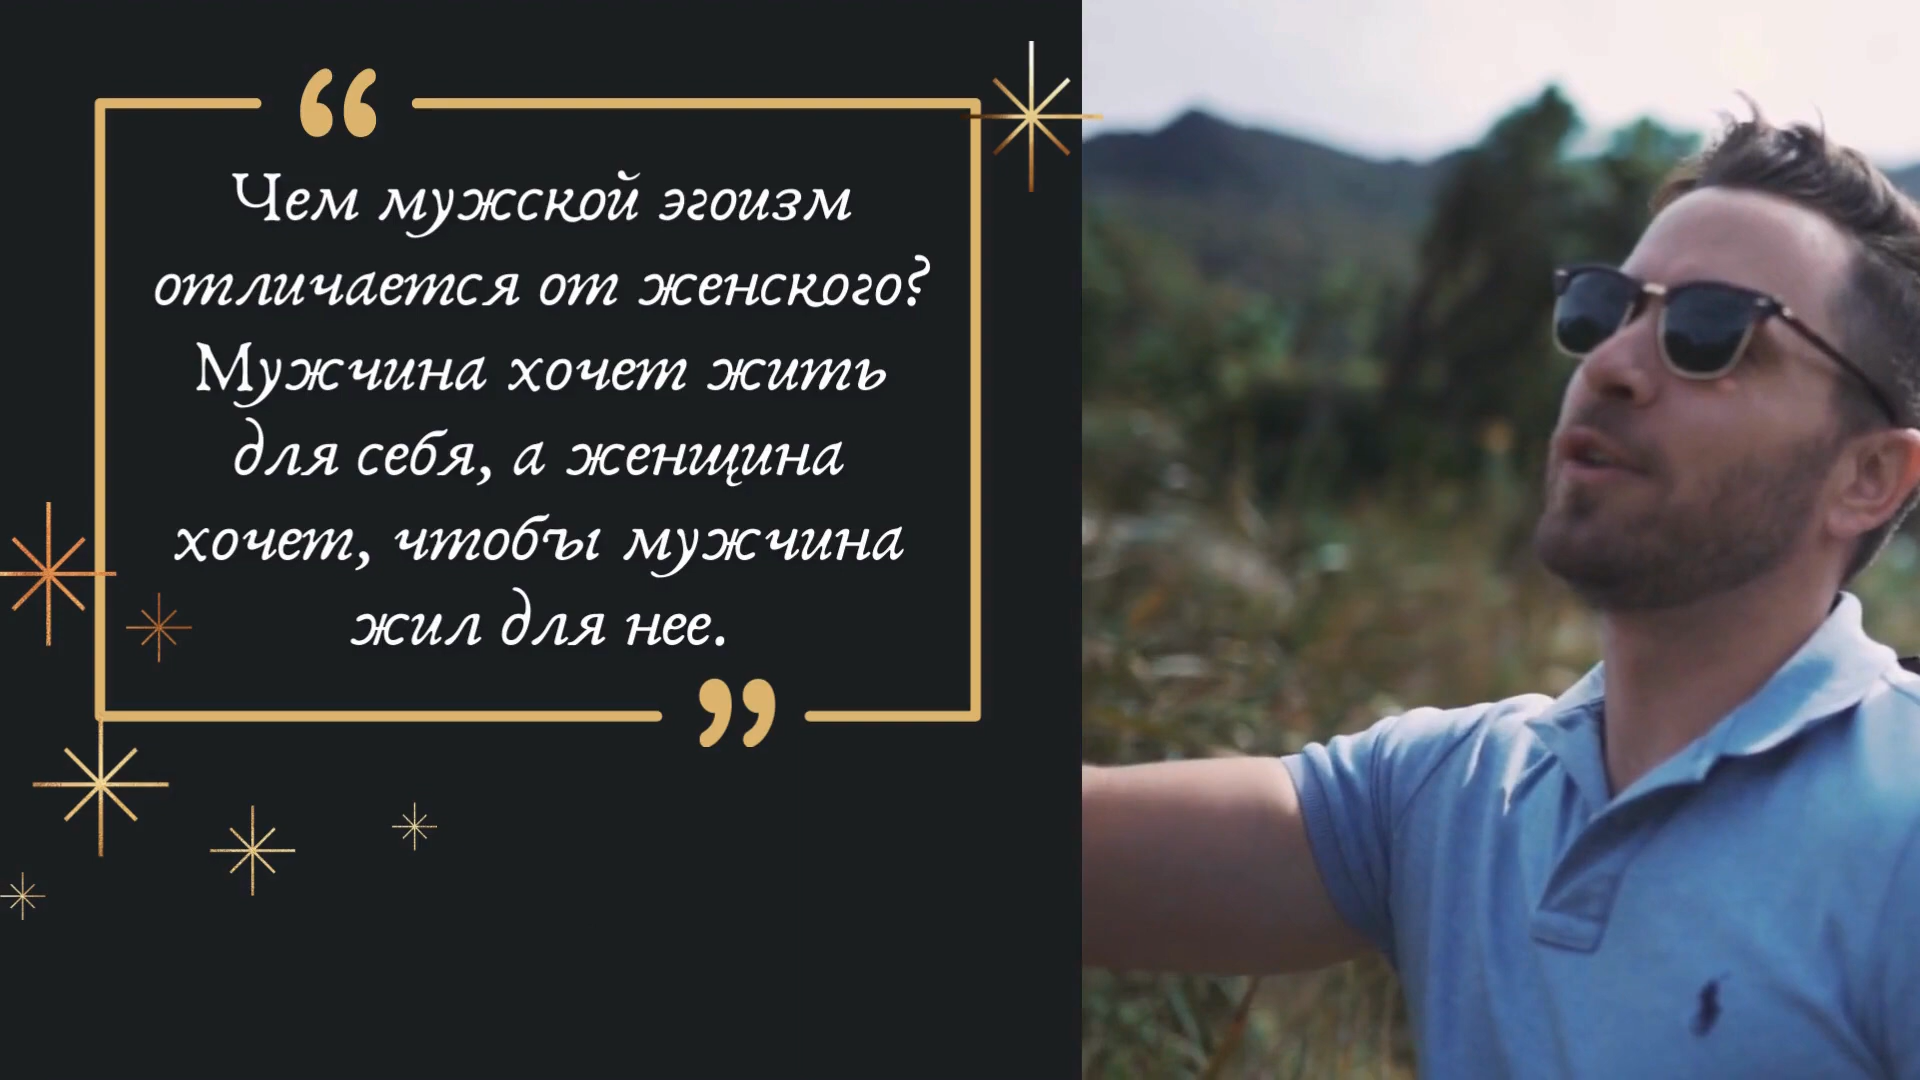 Чем мужской эгоизм
отличается от женского?
Мужчина хочет жить
для себя, а женщина
хочет, чтобы мужчина
жил для нее.